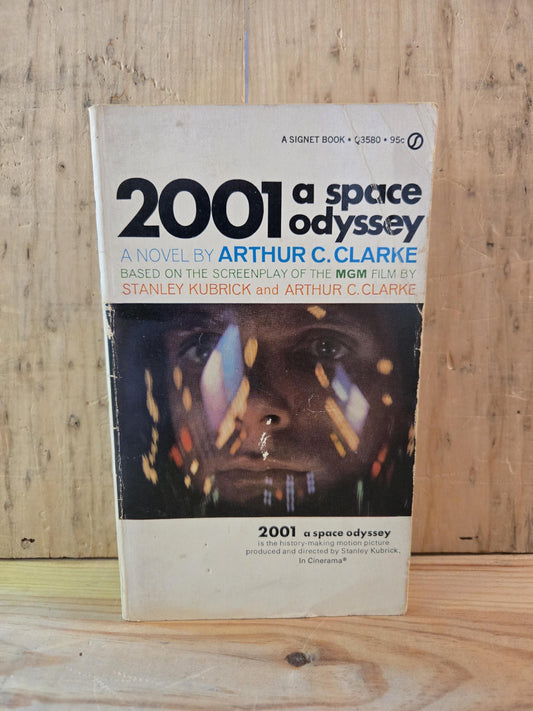 A SIGNET BOOK • Q3580 • 95c
2001 a space
odyssey
A NOVEL BY ARTHUR C. CLARKE
BASED ON THE SCREENPLAY OF THE MGM FILM BY
STANLEY KUBRICK and ARTHUR C. CLARKE
2001 a space odyssey
is the history-making motion picture
produced and directed by Stanley Kubrick.
In Cinerama®